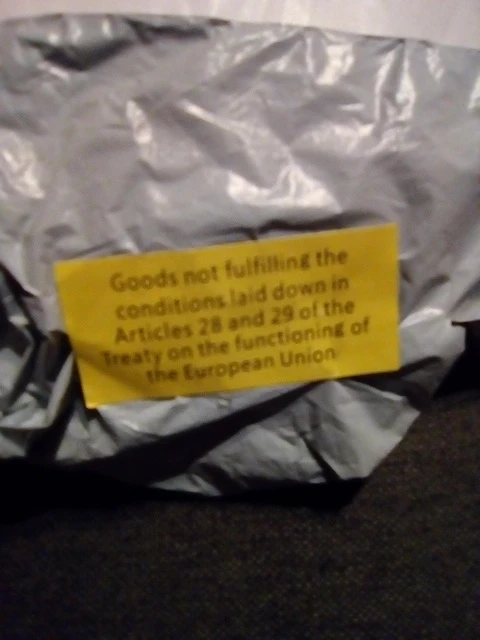 Goods not fulfilling the
conditions laid down in
Articles 28 and 29 of the
Treaty on the functioning of
the European Union